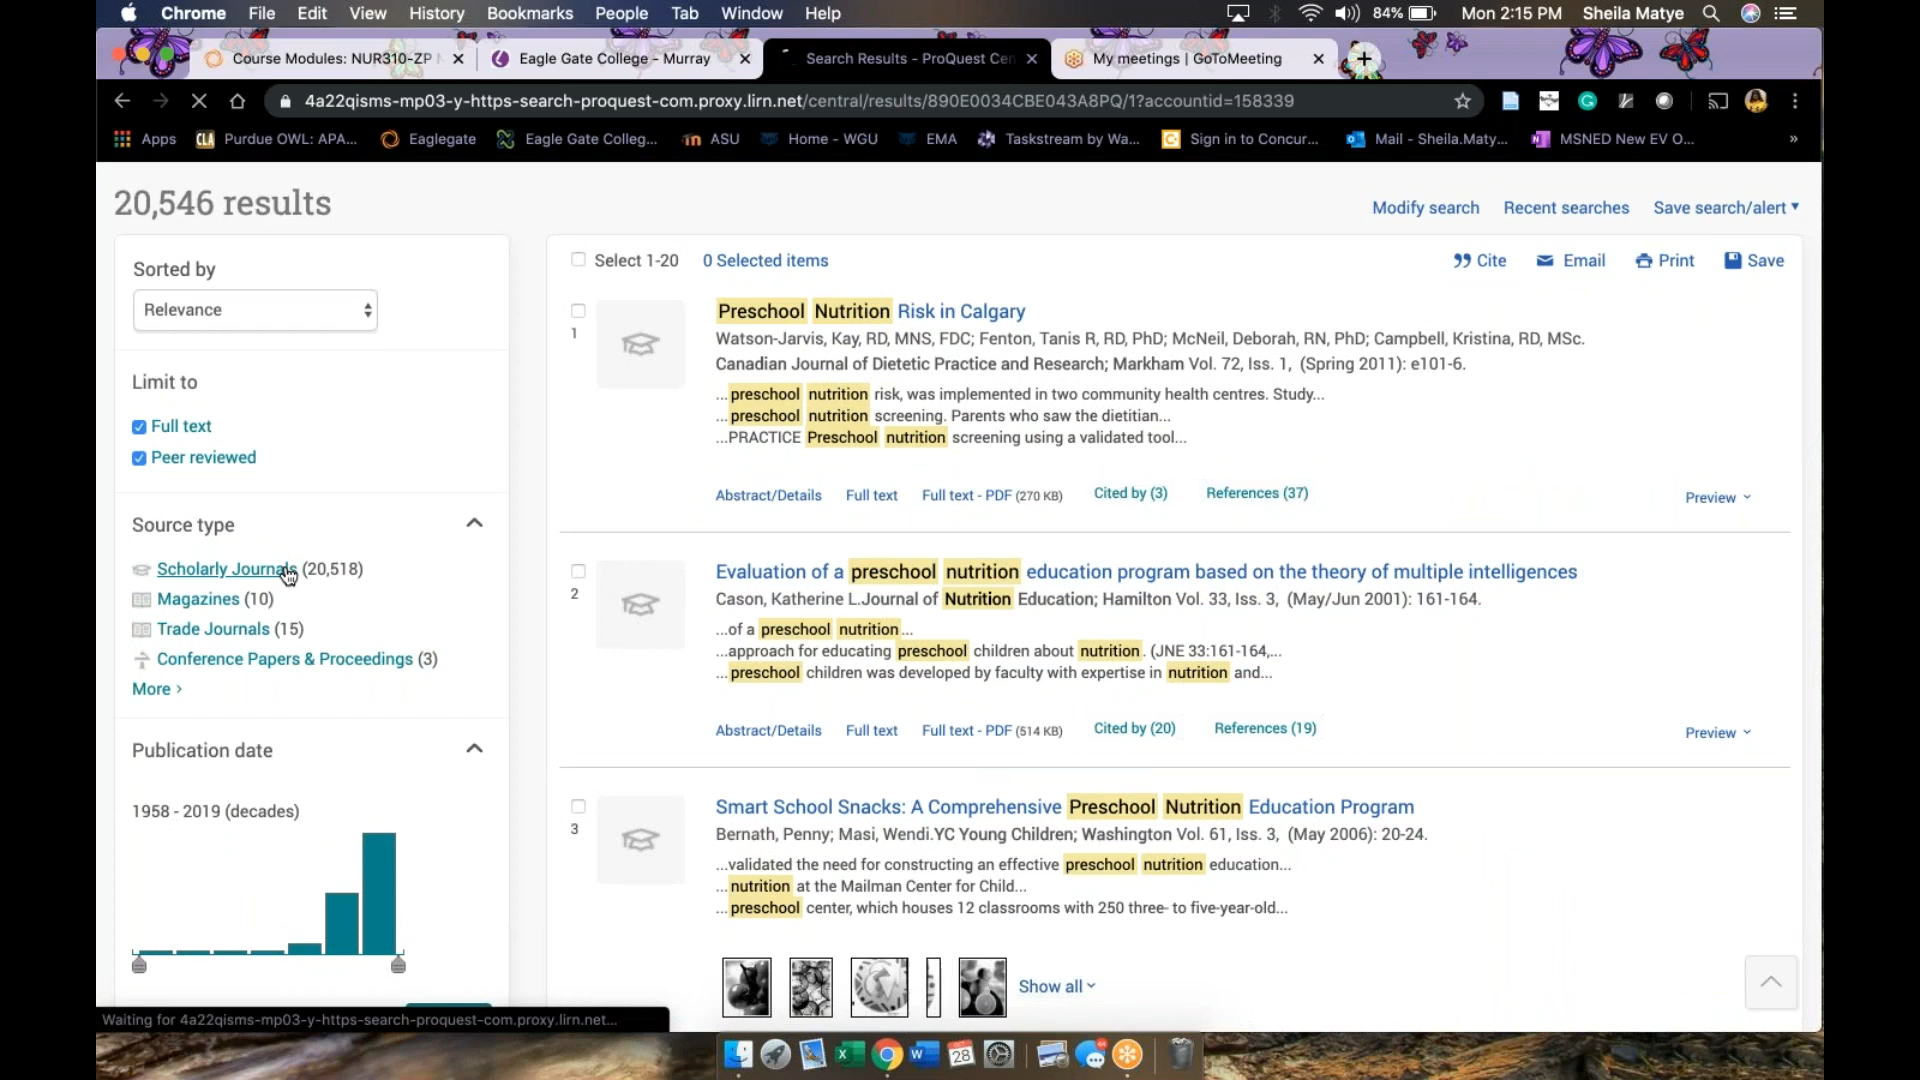 Chrome File Edit View History Bookmarks People Tab Window Help 84% Mon 2:15 PM Sheila Matye
Course Modules: NUR310-ZP Eagle Gate College - Murray Search Results - ProQuest Cen My meetings | GoToMeeting
4a22qisms-mp03-y-https-search-proquest-com.proxy.lirn.net/central/results/890E0034CBE043A8PQ/1?accountid=158339
Apps CLA Purdue OWL: APA... Eaglegate Eagle Gate Colleg... ASU Home - WGU EMA Taskstream by Wa... Sign in to Concur... Mail - Sheila.Maty... MSNED New EV O... »
20,546 results
Modify search Recent searches Save search/alert
Sorted by
Relevance
Limit to
Full text
Peer reviewed
Source type
Scholarly Journals (20,518)
Magazines (10)
Trade Journals (15)
Conference Papers & Proceedings (3)
More ›
Publication date
1958 - 2019 (decades)
Select 1-20 0 Selected items Cite Email Print Save
1
Preschool Nutrition Risk in Calgary
Watson-Jarvis, Kay, RD, MNS, FDC; Fenton, Tanis R, RD, PhD; McNeil, Deborah, RN, PhD; Campbell, Kristina, RD, MSc.
Canadian Journal of Dietetic Practice and Research; Markham Vol. 72, Iss. 1, (Spring 2011): e101-6.
...preschool nutrition risk, was implemented in two community health centres. Study...
...preschool nutrition screening. Parents who saw the dietitian...
...PRACTICE Preschool nutrition screening using a validated tool...
Abstract/Details Full text Full text - PDF (270 KB) Cited by (3) References (37) Preview
2
Evaluation of a preschool nutrition education program based on the theory of multiple intelligences
Cason, Katherine L.Journal of Nutrition Education; Hamilton Vol. 33, Iss. 3, (May/Jun 2001): 161-164.
...of a preschool nutrition...
...approach for educating preschool children about nutrition. (JNE 33:161-164,...
...preschool children was developed by faculty with expertise in nutrition and...
Abstract/Details Full text Full text - PDF (514 KB) Cited by (20) References (19) Preview
3
Smart School Snacks: A Comprehensive Preschool Nutrition Education Program
Bernath, Penny; Masi, Wendi.YC Young Children; Washington Vol. 61, Iss. 3, (May 2006): 20-24.
...validated the need for constructing an effective preschool nutrition education...
...nutrition at the Mailman Center for Child...
...preschool center, which houses 12 classrooms with 250 three- to five-year-old...
Show all
Waiting for 4a22qisms-mp03-y-https-search-proquest-com.proxy.lirn.net...
28